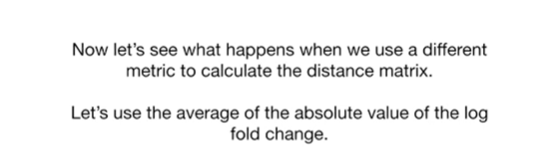 Now let's see what happens when we use a different
metric to calculate the distance matrix.
Let's use the average of the absolute value of the log
fold change.